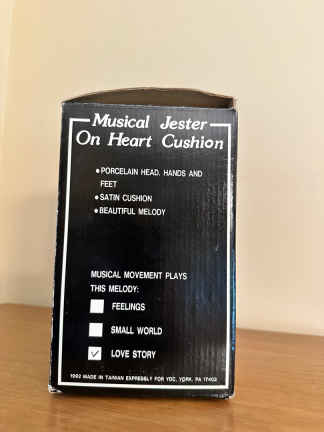 Musical Jester
On Heart Cushion
• PORCELAIN HEAD, HANDS AND
FEET
• SATIN CUSHION
• BEAUTIFUL MELODY
MUSICAL MOVEMENT PLAYS
THIS MELODY:
FEELINGS
SMALL WORLD
LOVE STORY
1992 MADE IN TAIWAN EXPRESSLY FOR YDC, YORK, PA 17403